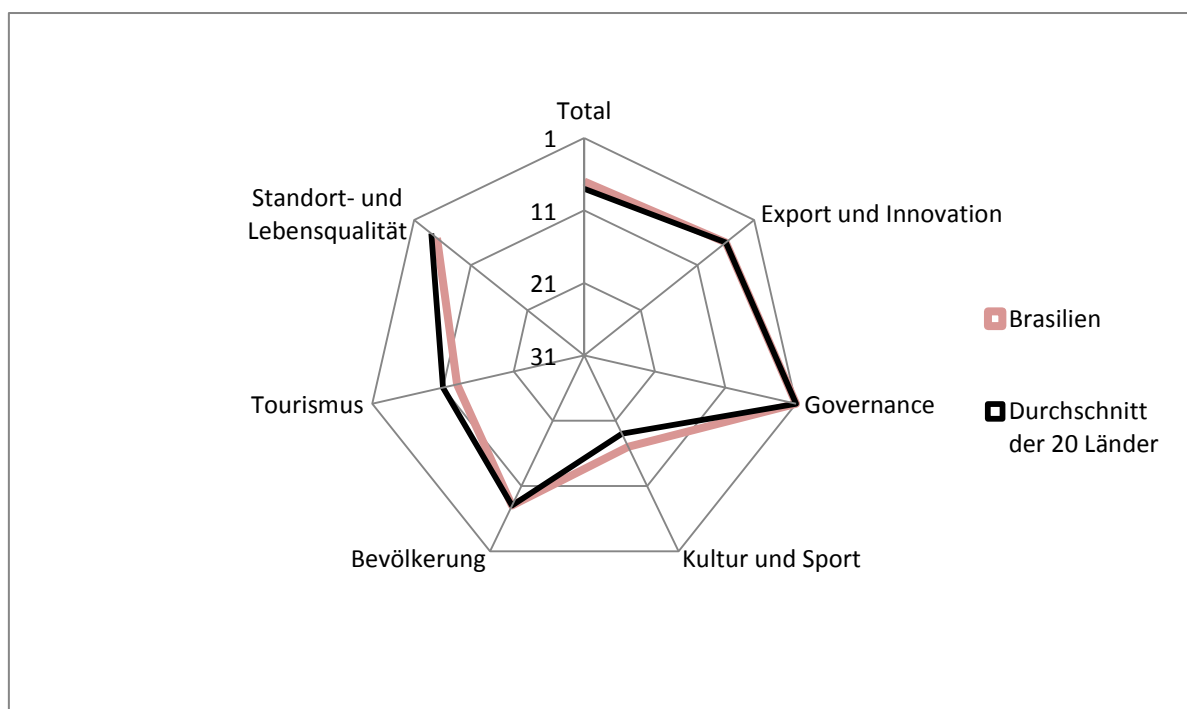 Total
1
Standort- und
Lebensqualität
Export und Innovation
11
21
Brasilien
31
Tourismus
Governance
Durchschnitt
der 20 Länder
Bevölkerung
Kultur und Sport